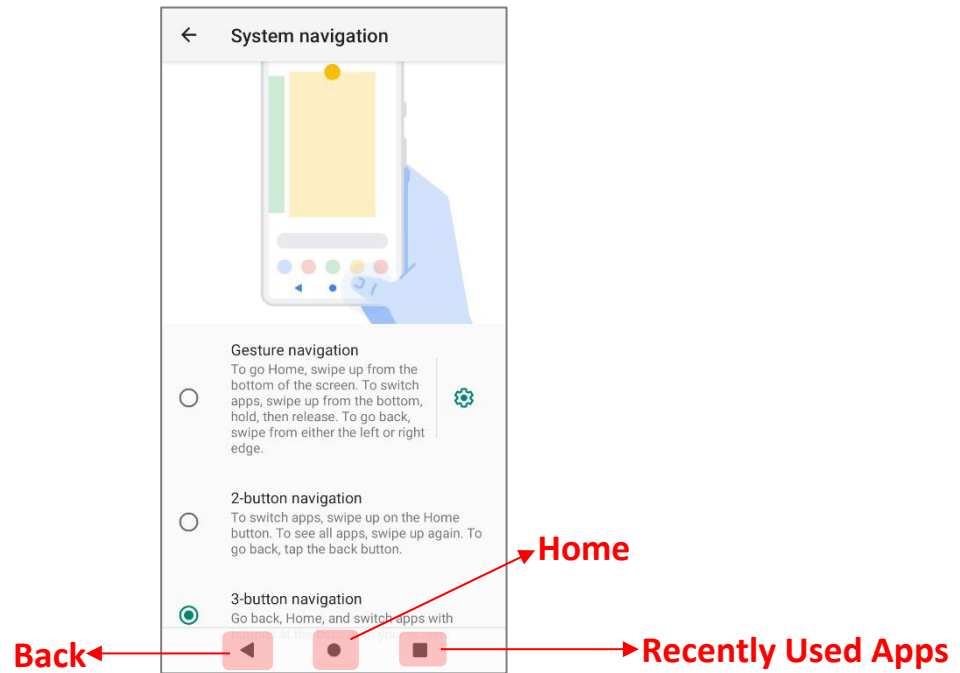 System navigation
Gesture navigation
To go Home, swipe up from the
bottom of the screen. To switch
apps, swipe up from the bottom,
hold, then release. To go back,
swipe from either the left or right
edge.
2-button navigation
To switch apps, swipe up on the Home
button. To see all apps, swipe up again. To
go back, tap the back button.
Home
3-button navigation
Go back, Home, and switch apps with
Back
Recently Used Apps